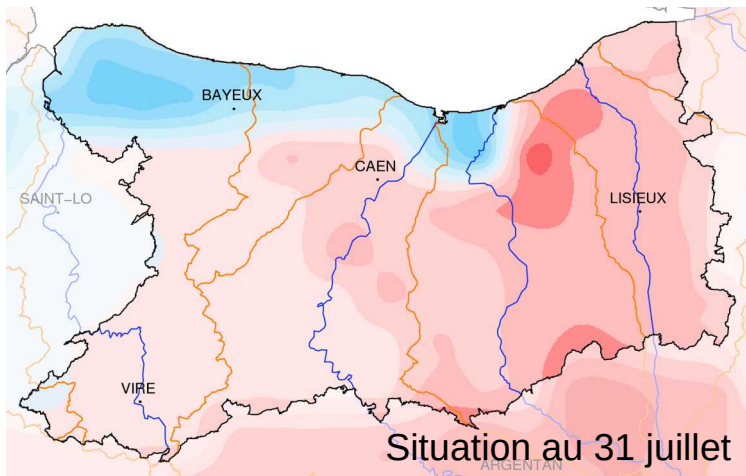 BAYEUX
CAEN
SAINT–LO
LISIEUX
VIRE
Situation au 31 juillet
ARGENTAN